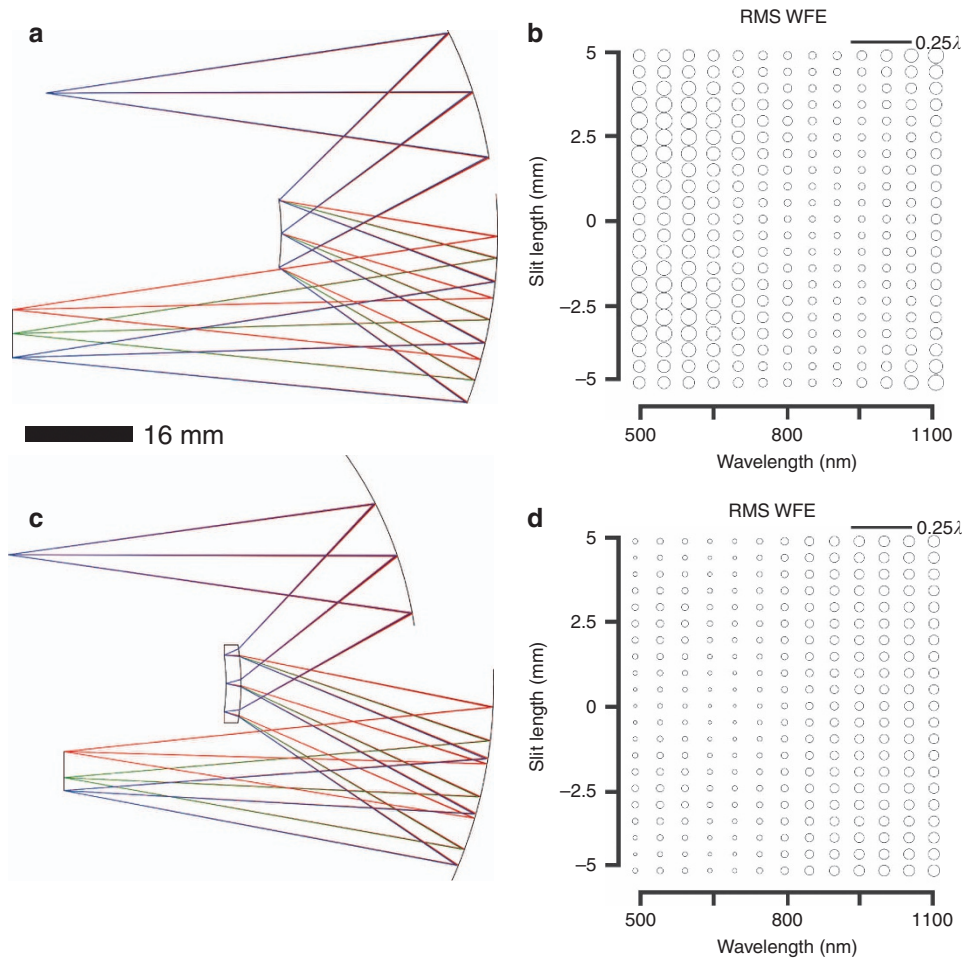 a
16 mm
b
RMS WFE
0.25λ
5
2.5
0
−2.5
−5
Slit length (mm)
500
800
1100
Wavelength (nm)
c
d
RMS WFE
0.25λ
5
2.5
0
−2.5
−5
Slit length (mm)
500
800
1100
Wavelength (nm)